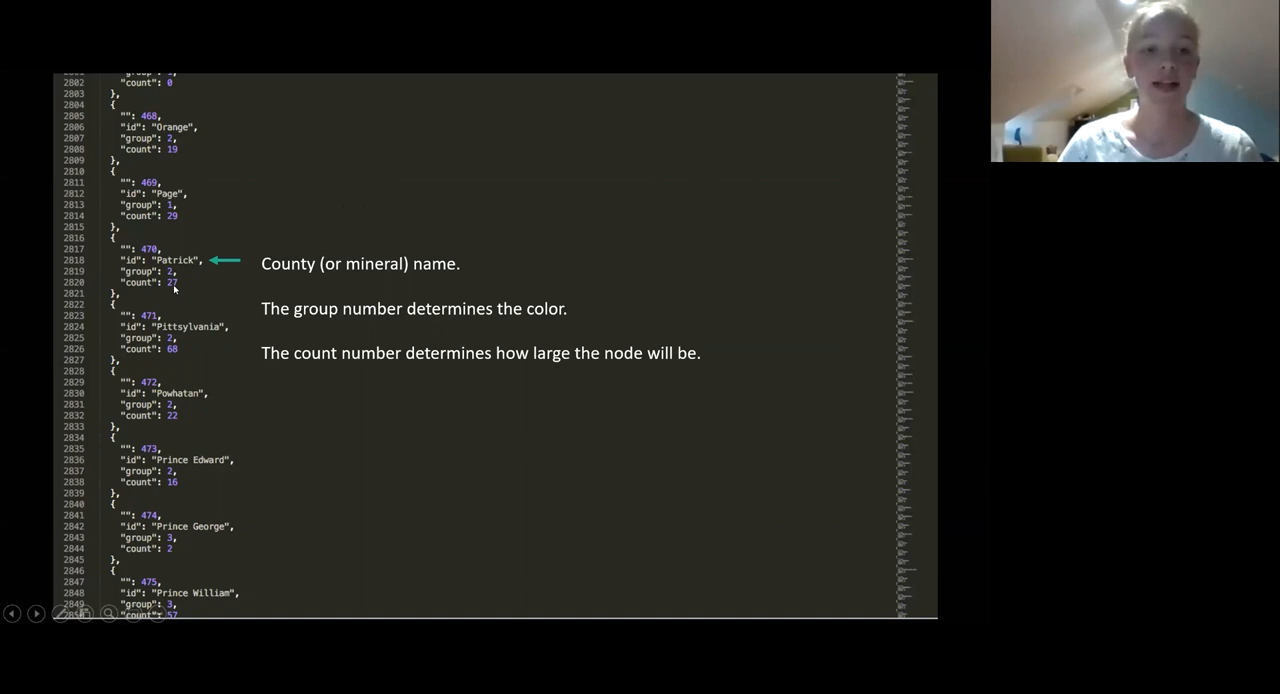 2802 "count": 0
2803 },
2804 {
2805 "": 468,
2806 "id": "Orange",
2807 "group": 2,
2808 "count": 19
2809 },
2810 {
2811 "": 469,
2812 "id": "Page",
2813 "group": 1,
2814 "count": 29
2815 },
2816 {
2817 "": 470,
2818 "id": "Patrick",
2819 "group": 2,
2820 "count": 27
2821 },
2822 {
2823 "": 471,
2824 "id": "Pittsylvania",
2825 "group": 2,
2826 "count": 68
2827 },
2828 {
2829 "": 472,
2830 "id": "Powhatan",
2831 "group": 2,
2832 "count": 22
2833 },
2834 {
2835 "": 473,
2836 "id": "Prince Edward",
2837 "group": 2,
2838 "count": 16
2839 },
2840 {
2841 "": 474,
2842 "id": "Prince George",
2843 "group": 3,
2844 "count": 2
2845 },
2846 {
2847 "": 475,
2848 "id": "Prince William",
2849 "group": 3,
2850 "count": 57
County (or mineral) name.
The group number determines the color.
The count number determines how large the node will be.